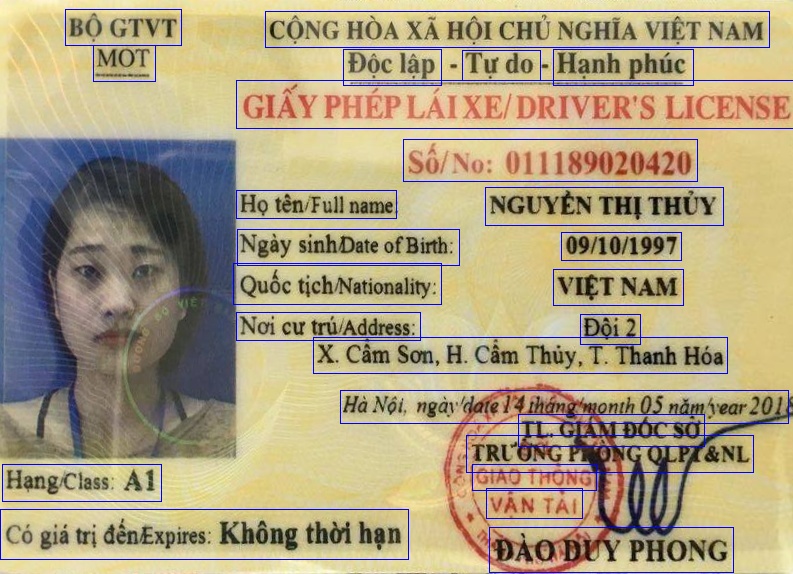 BỘ GTVT
MOT
CỘNG HÒA XÃ HỘI CHỦ NGHĨA VIỆT NAM
Độc lập - Tự do - Hạnh phúc
GIẤY PHÉP LÁI XE/ DRIVER'S LICENSE
Số/No: 011189020420
Họ tên/Full name: NGUYỄN THỊ THỦY
Ngày sinh/Date of Birth: 09/10/1997
Quốc tịch/Nationality: VIỆT NAM
Nơi cư trú/Address: Đội 2
X. Cẩm Sơn, H. Cẩm Thủy, T. Thanh Hóa
Hà Nội, ngày/date 14 tháng/month 05 năm/year 2018
TL. GIÁM ĐỐC SỞ
TRƯỞNG PHÒNG QLPT&NL
GIAO THÔNG
VẬN TẢI
Hạng/Class: A1
Có giá trị đến/Expires: Không thời hạn
ĐÀO DUY PHONG